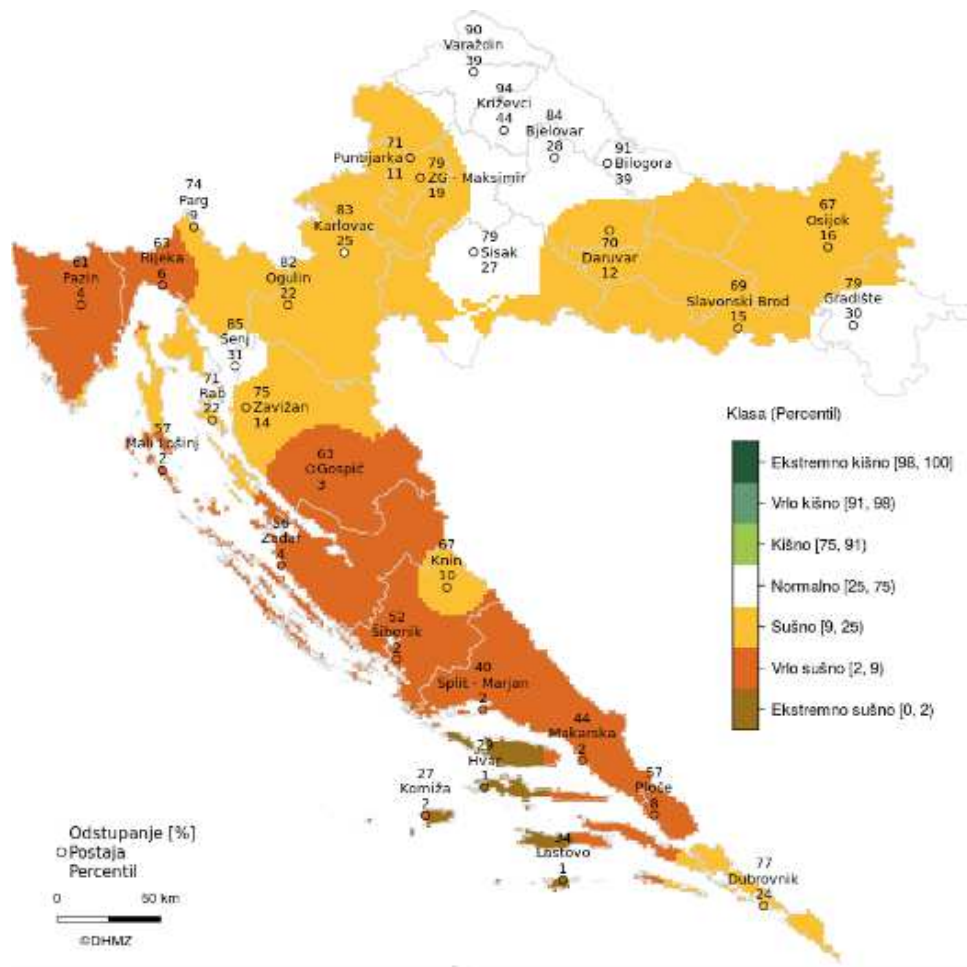 90
Varaždin
39
94
Križevci
44
84
Bjelovar
28
91
Bilogora
39
71
Puntijarka
11
79
ZG - Maksimir
19
74
Parg
9
83
Karlovac
25
79
Sisak
27
67
Osijek
16
70
Daruvar
12
63
Rijeka
6
61
Pazin
4
82
Ogulin
22
69
Slavonski Brod
15
79
Gradište
30
85
Senj
31
71
Rab
22
75
Zavižan
14
57
Mali Lošinj
2
63
Gospić
3
56
Zadar
4
67
Knin
10
52
Šibenik
2
40
Split - Marjan
2
44
Makarska
2
Hvar
1
27
Komiža
2
57
Ploče
8
34
Lastovo
1
77
Dubrovnik
24
Klasa (Percentil)
Ekstremno kišno [98, 100]
Vrlo kišno [91, 98)
Kišno [75, 91)
Normalno [25, 75)
Sušno [9, 25)
Vrlo sušno [2, 9)
Ekstremno sušno [0, 2)
Odstupanje [%]
Postaja
Percentil
0 50 km
©DHMZ